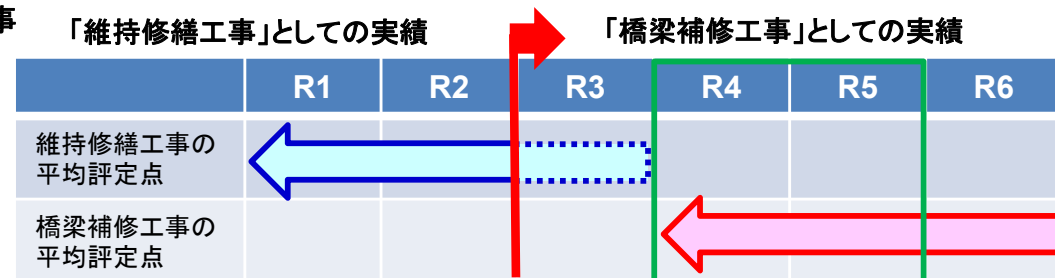 事
「維持修繕工事」としての実績
「橋梁補修工事」としての実績
R1 R2 R3 R4 R5 R6
維持修繕工事の
平均評定点
橋梁補修工事の
平均評定点